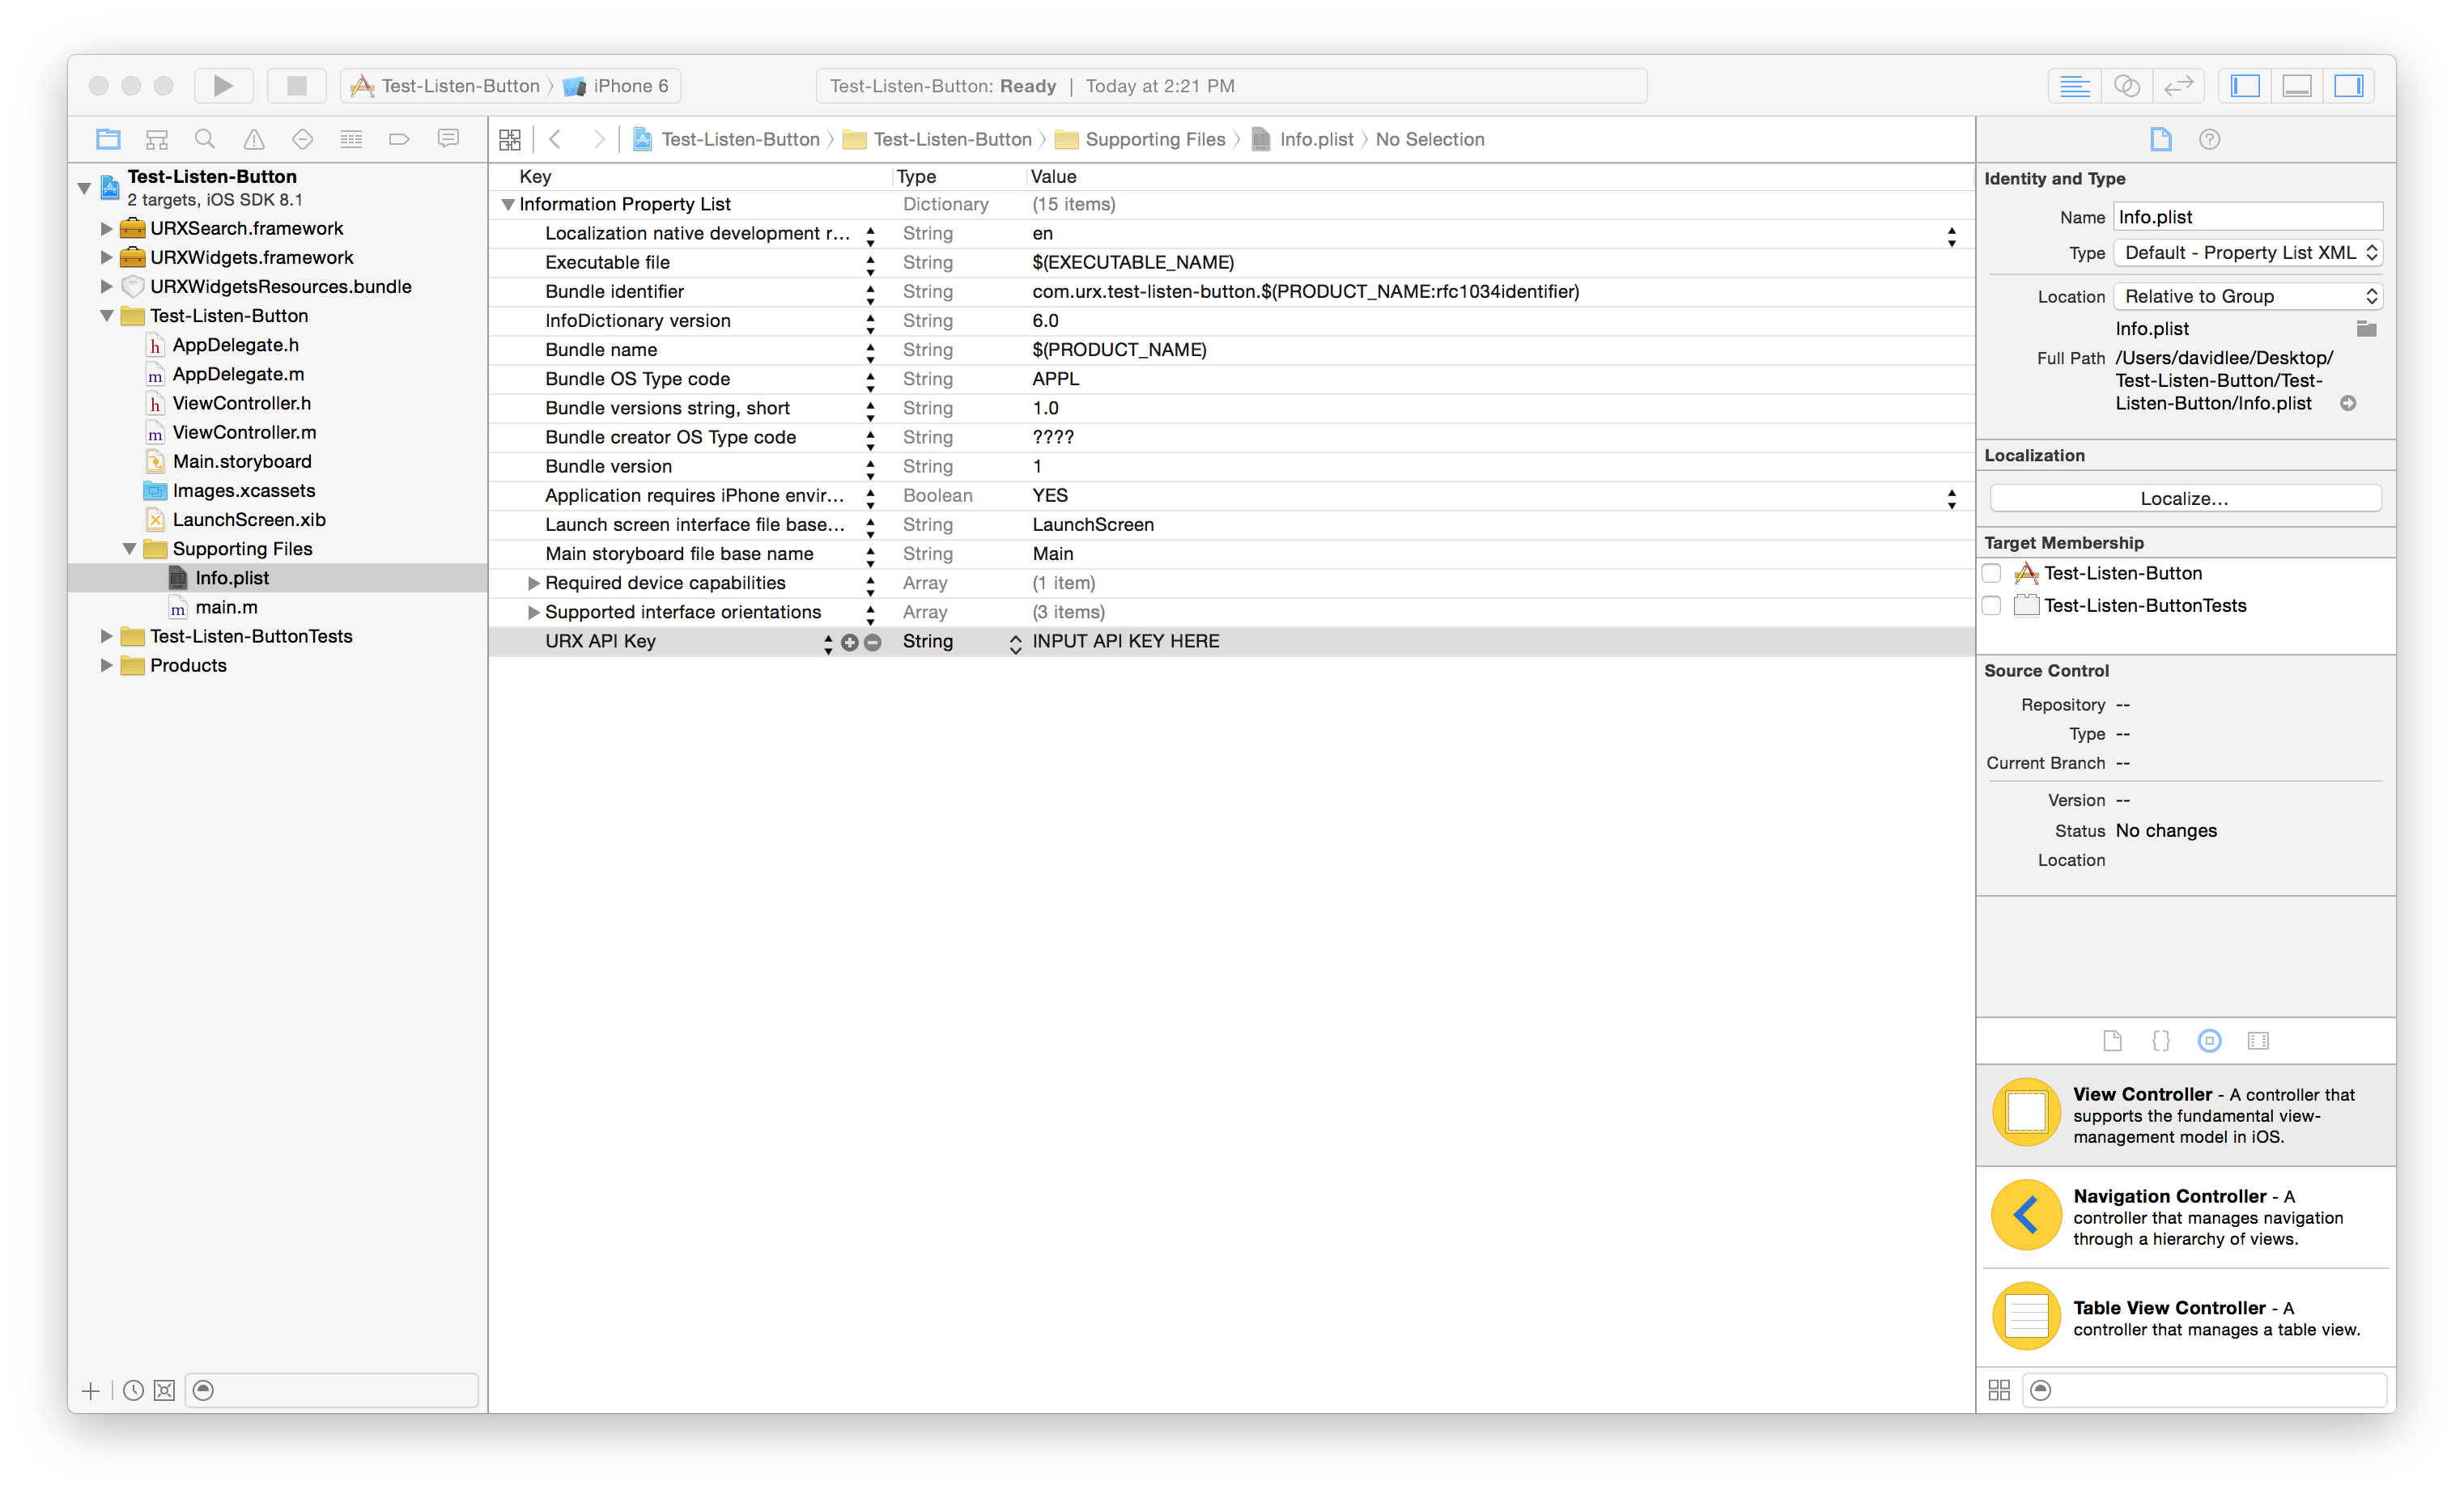 Test-Listen-Button iPhone 6
Test-Listen-Button: Ready | Today at 2:21 PM
Test-Listen-Button Test-Listen-Button Supporting Files Info.plist No Selection
Test-Listen-Button
2 targets, iOS SDK 8.1
URXSearch.framework
URXWidgets.framework
URXWidgetsResources.bundle
Test-Listen-Button
h AppDelegate.h
m AppDelegate.m
h ViewController.h
m ViewController.m
Main.storyboard
Images.xcassets
LaunchScreen.xib
Supporting Files
Info.plist
m main.m
Test-Listen-ButtonTests
Products
Key Type Value
Information Property List Dictionary (15 items)
Localization native development r... String en
Executable file String $(EXECUTABLE_NAME)
Bundle identifier String com.urx.test-listen-button.$(PRODUCT_NAME:rfc1034identifier)
InfoDictionary version String 6.0
Bundle name String $(PRODUCT_NAME)
Bundle OS Type code String APPL
Bundle versions string, short String 1.0
Bundle creator OS Type code String ????
Bundle version String 1
Application requires iPhone envir... Boolean YES
Launch screen interface file base... String LaunchScreen
Main storyboard file base name String Main
Required device capabilities Array (1 item)
Supported interface orientations Array (3 items)
URX API Key String INPUT API KEY HERE
Identity and Type
Name Info.plist
Type Default - Property List XML
Location Relative to Group
Info.plist
Full Path /Users/davidlee/Desktop/
Test-Listen-Button/Test-
Listen-Button/Info.plist
Localization
Localize...
Target Membership
Test-Listen-Button
Test-Listen-ButtonTests
Source Control
Repository --
Type --
Current Branch --
Version --
Status No changes
Location
View Controller - A controller that
supports the fundamental view-
management model in iOS.
Navigation Controller - A
controller that manages navigation
through a hierarchy of views.
Table View Controller - A
controller that manages a table view.